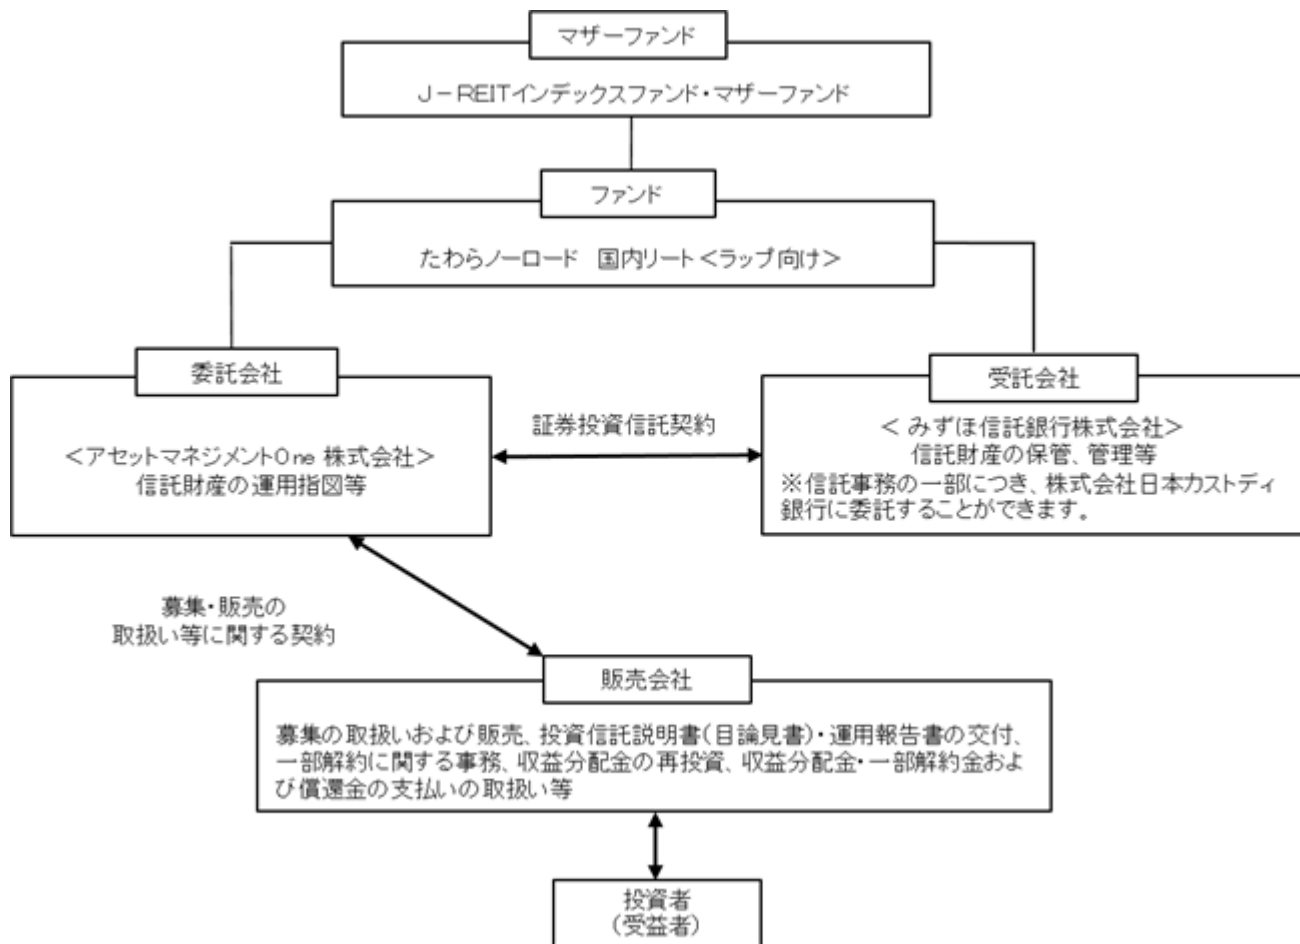 マザーファンド
J－REITインデックスファンド・マザーファンド
ファンド
たわらノーロード　国内リート＜ラップ向け＞
委託会社
＜アセットマネジメントOne 株式会社＞
信託財産の運用指図等
証券投資信託契約
受託会社
＜ みずほ信託銀行株式会社＞
信託財産の保管、管理等
※信託事務の一部につき、株式会社日本カストディ
銀行に委託することができます。
募集・販売の
取扱い等に関する契約
販売会社
募集の取扱いおよび販売、投資信託説明書（目論見書）・運用報告書の交付、
一部解約に関する事務、収益分配金の再投資、収益分配金・一部解約金およ
び償還金の支払いの取扱い等
投資者
（受益者）